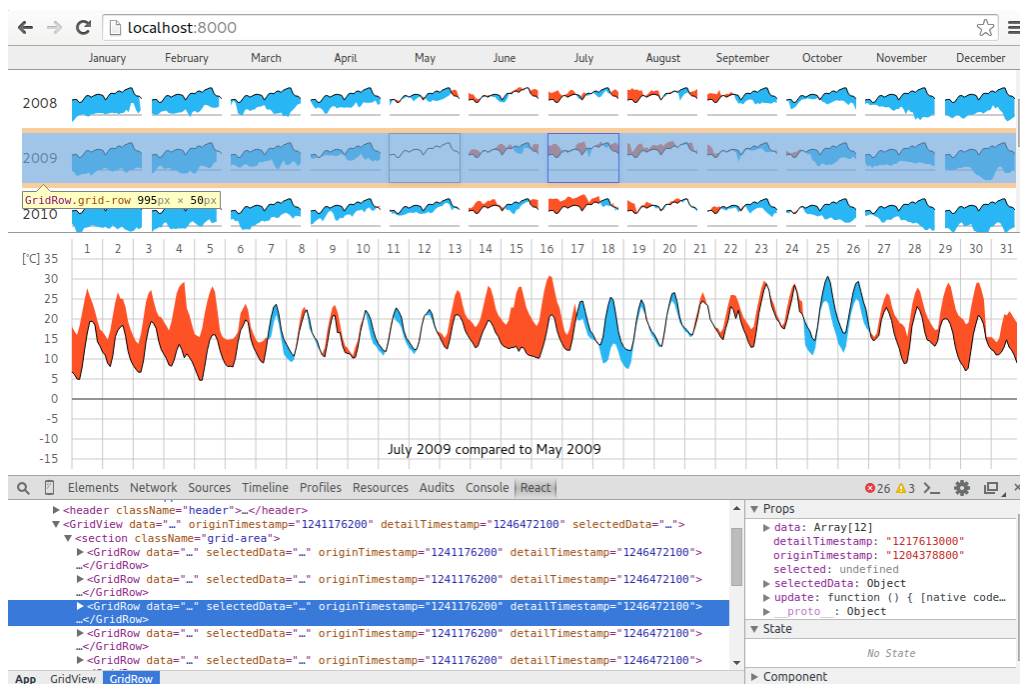 localhost:8000
January February March April May June July August September October November December
2008
2009
GridRow.grid-row 995px × 50px
2010
1 2 3 4 5 6 7 8 9 10 11 12 13 14 15 16 17 18 19 20 21 22 23 24 25 26 27 28 29 30 31
[℃] 35
30
25
20
15
10
5
0
-5
-10
-15
July 2009 compared to May 2009
Elements Network Sources Timeline Profiles Resources Audits Console React 26 3
<header className="header">…</header>
<GridView data="…" originTimestamp="1241176200" detailTimestamp="1246472100" selectedData="…">
<section className="grid-area">
<GridRow data="…" selectedData="…" originTimestamp="1241176200" detailTimestamp="1246472100">
…</GridRow>
<GridRow data="…" selectedData="…" originTimestamp="1241176200" detailTimestamp="1246472100">
…</GridRow>
<GridRow data="…" selectedData="…" originTimestamp="1241176200" detailTimestamp="1246472100">
…</GridRow>
<GridRow data="…" selectedData="…" originTimestamp="1241176200" detailTimestamp="1246472100">
…</GridRow>
<GridRow data="…" selectedData="…" originTimestamp="1241176200" detailTimestamp="1246472100">
App GridView GridRow
Props
data: Array[12]
detailTimestamp: "1217613000"
originTimestamp: "1204378800"
selected: undefined
selectedData: Object
update: function () { [native code…
__proto__: Object
State
No State
Component